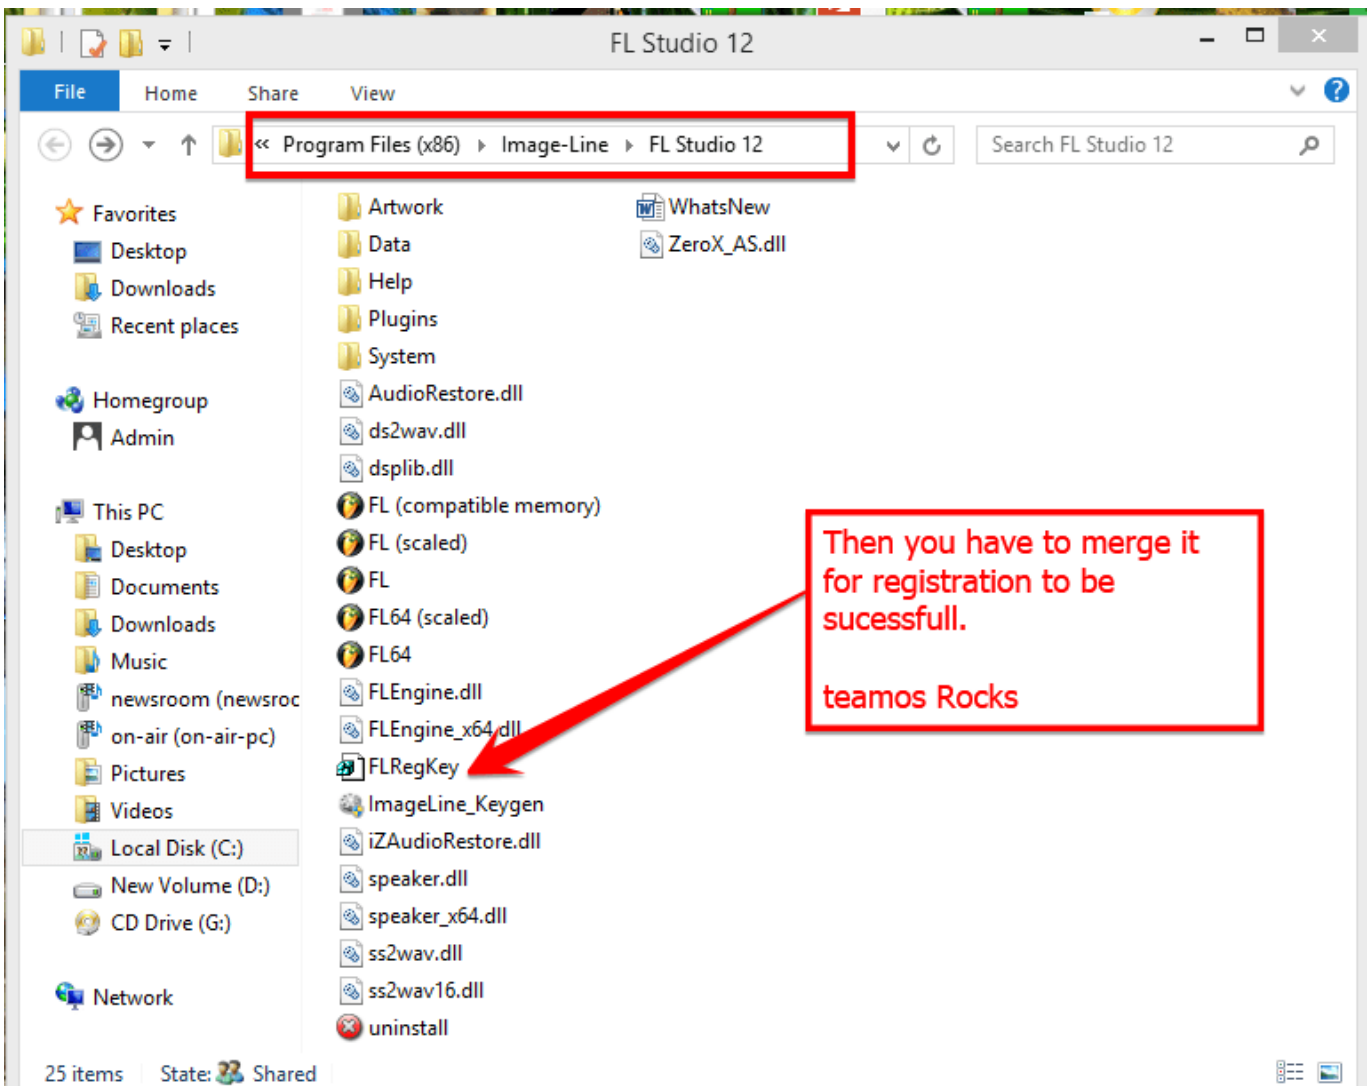 FL Studio 12
File Home Share View
« Program Files (x86) Image-Line FL Studio 12 Search FL Studio 12
Favorites
Desktop
Downloads
Recent places
Homegroup
Admin
This PC
Desktop
Documents
Downloads
Music
newsroom (newsroc
on-air (on-air-pc)
Pictures
Videos
Local Disk (C:)
New Volume (D:)
CD Drive (G:)
Network
Artwork
Data
Help
Plugins
System
AudioRestore.dll
ds2wav.dll
dsplib.dll
FL (compatible memory)
FL (scaled)
FL
FL64 (scaled)
FL64
FLEngine.dll
FLEngine_x64.dll
FLRegKey
ImageLine_Keygen
iZAudioRestore.dll
speaker.dll
speaker_x64.dll
ss2wav.dll
ss2wav16.dll
uninstall
WhatsNew
ZeroX_AS.dll
Then you have to merge it
for registration to be
sucessfull.
teamos Rocks
25 items State: Shared